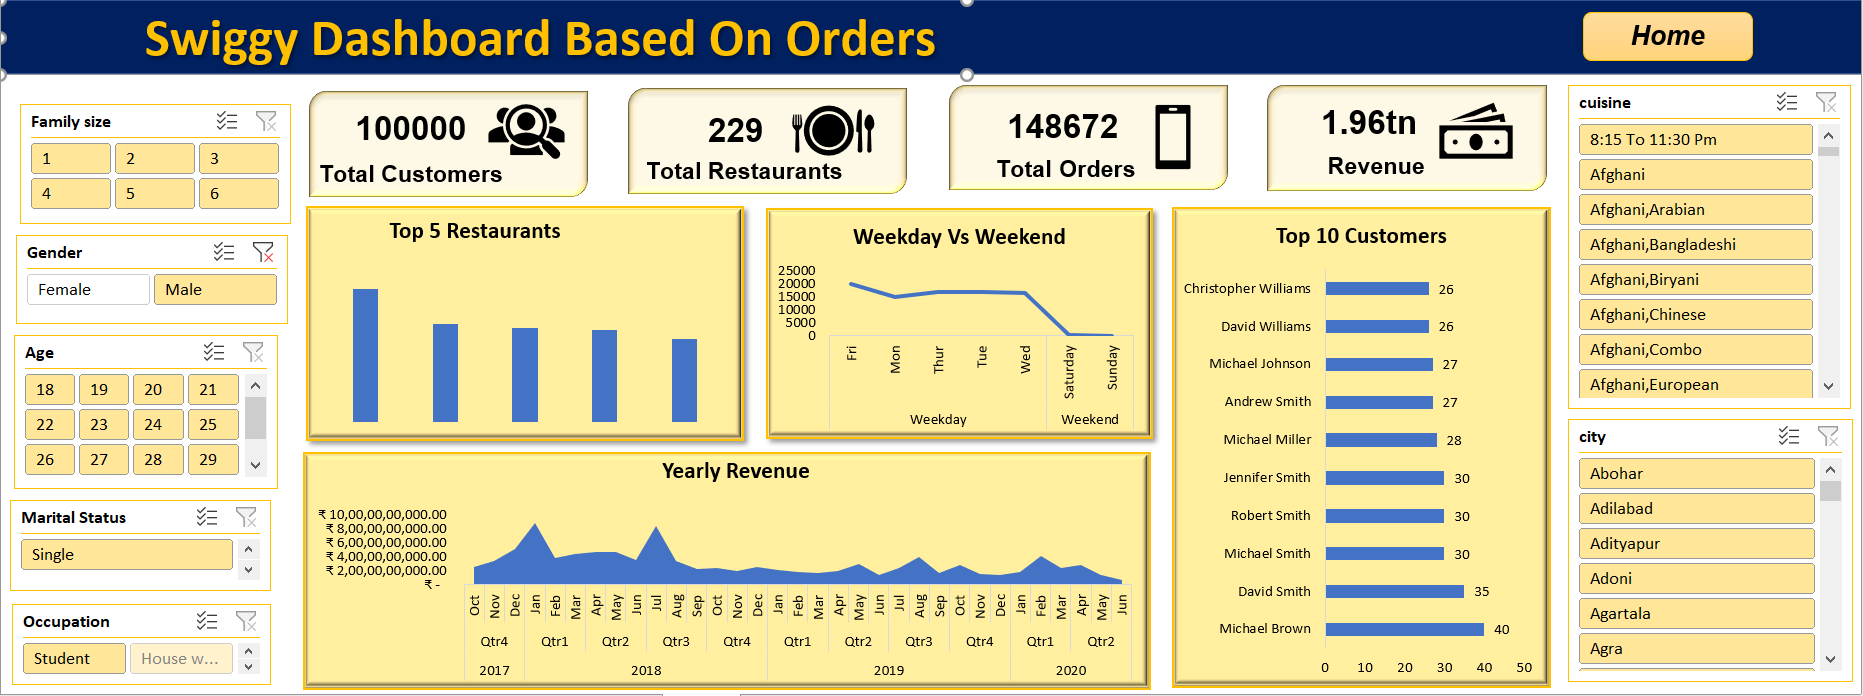 Swiggy Dashboard Based On Orders
Home
Family size
1 2 3
4 5 6
Gender
Female Male
Age
18 19 20 21
22 23 24 25
26 27 28 29
Marital Status
Single
Occupation
Student House w...
100000
Total Customers
229
Total Restaurants
148672
Total Orders
1.96tn
Revenue
Top 5 Restaurants
Weekday Vs Weekend
25000
20000
15000
10000
5000
0
Fri Mon Thur Tue Wed Saturday Sunday
Weekday Weekend
Yearly Revenue
₹ 10,00,00,00,000.00
₹ 8,00,00,00,000.00
₹ 6,00,00,00,000.00
₹ 4,00,00,00,000.00
₹ 2,00,00,00,000.00
₹ -
Oct Nov Dec Jan Feb Mar Apr May Jun Jul Aug Sep Oct Nov Dec Jan Feb Mar Apr May Jun Jul Aug Sep Oct Nov Dec Jan Feb Mar Apr May Jun
Qtr4 Qtr1 Qtr2 Qtr3 Qtr4 Qtr1 Qtr2 Qtr3 Qtr4 Qtr1 Qtr2
2017 2018 2019 2020
Top 10 Customers
Christopher Williams 26
David Williams 26
Michael Johnson 27
Andrew Smith 27
Michael Miller 28
Jennifer Smith 30
Robert Smith 30
Michael Smith 30
David Smith 35
Michael Brown 40
0 10 20 30 40 50
cuisine
8:15 To 11:30 Pm
Afghani
Afghani,Arabian
Afghani,Bangladeshi
Afghani,Biryani
Afghani,Chinese
Afghani,Combo
Afghani,European
city
Abohar
Adilabad
Adityapur
Adoni
Agartala
Agra